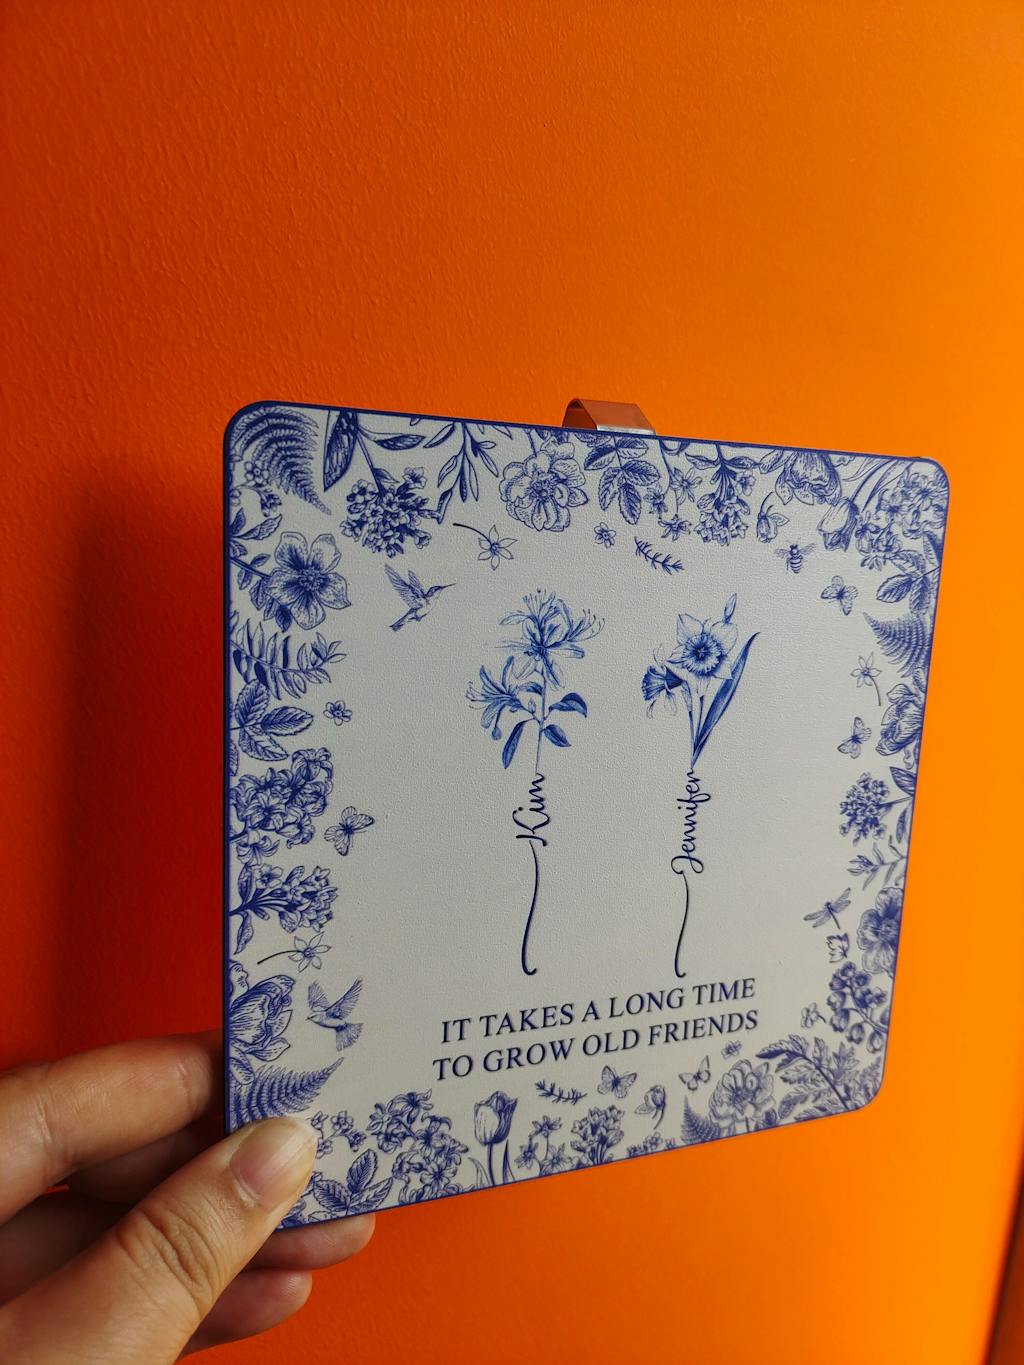 Kim
Jennifer
IT TAKES A LONG TIME
TO GROW OLD FRIENDS